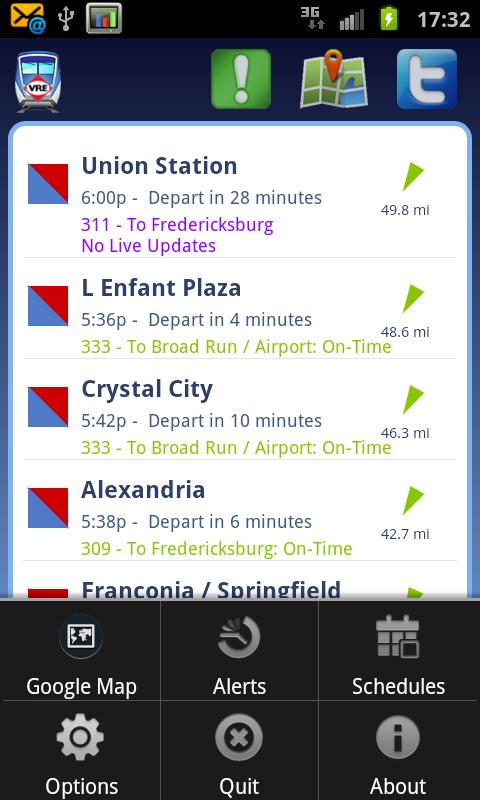 3G 17:32
VRE
Union Station
6:00p - Depart in 28 minutes
49.8 mi
311 - To Fredericksburg
No Live Updates
L Enfant Plaza
5:36p - Depart in 4 minutes
48.6 mi
333 - To Broad Run / Airport: On-Time
Crystal City
5:42p - Depart in 10 minutes
46.3 mi
333 - To Broad Run / Airport: On-Time
Alexandria
5:38p - Depart in 6 minutes
42.7 mi
309 - To Fredericksburg: On-Time
Franconia / Springfield
Google Map Alerts Schedules
Options Quit About